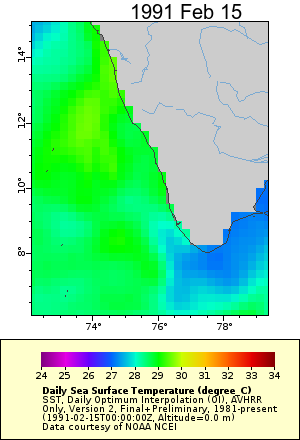 1991 Feb 15
14°
12°
10°
8°
74° 76° 78°
24 25 26 27 28 29 30 31 32 33 34
Daily Sea Surface Temperature (degree_C)
SST, Daily Optimum Interpolation (OI), AVHRR
Only, Version 2, Final+Preliminary, 1981-present
(1991-02-15T00:00:00Z, Altitude=0.0 m)
Data courtesy of NOAA NCEI